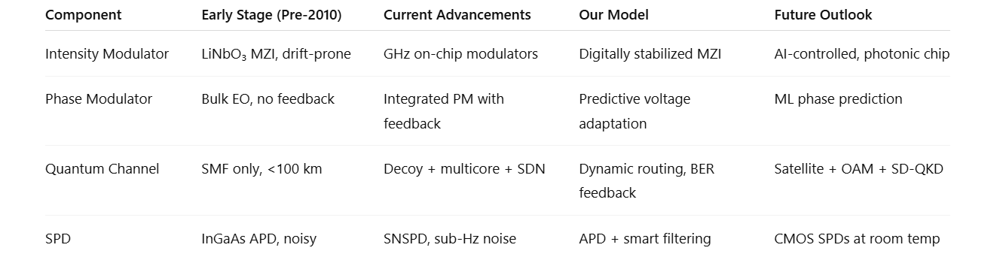 Component Early Stage (Pre-2010) Current Advancements Our Model Future Outlook
Intensity Modulator LiNbO₃ MZI, drift-prone GHz on-chip modulators Digitally stabilized MZI AI-controlled, photonic chip
Phase Modulator Bulk EO, no feedback Integrated PM with Predictive voltage ML phase prediction
feedback adaptation
Quantum Channel SMF only, <100 km Decoy + multicore + SDN Dynamic routing, BER Satellite + OAM + SD-QKD
feedback
SPD InGaAs APD, noisy SNSPD, sub-Hz noise APD + smart filtering CMOS SPDs at room temp